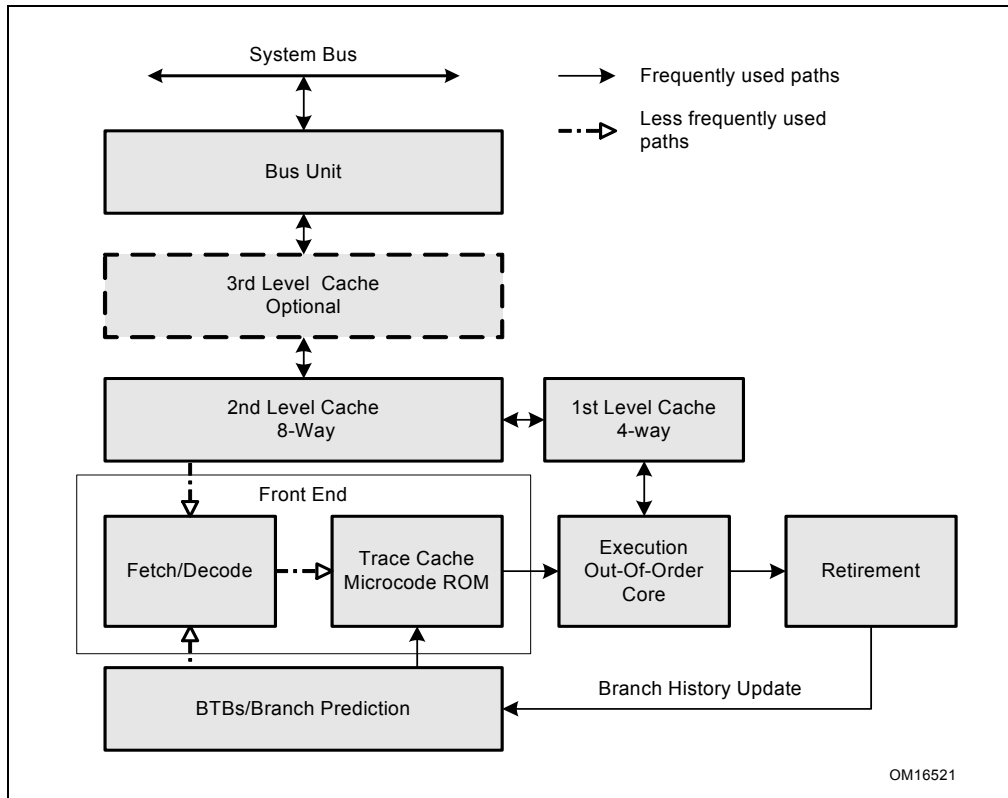 System Bus
Frequently used paths
Less frequently used
paths
Bus Unit
3rd Level Cache
Optional
2nd Level Cache
8-Way
1st Level Cache
4-way
Front End
Fetch/Decode
Trace Cache
Microcode ROM
Execution
Out-Of-Order
Core
Retirement
BTBs/Branch Prediction
Branch History Update
OM16521